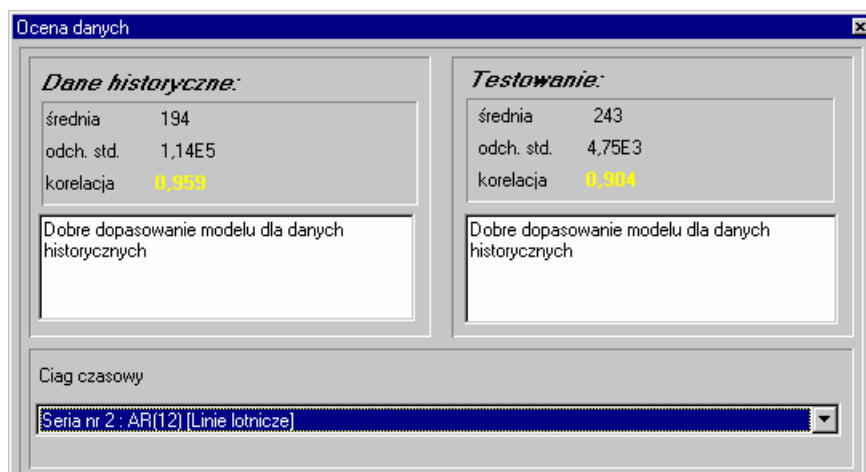 Ocena danych
Dane historyczne:
średnia 194
odch. std. 1,14E5
korelacja 0,959
Dobre dopasowanie modelu dla danych
historycznych
Testowanie:
średnia 243
odch. std. 4,75E3
korelacja 0,904
Dobre dopasowanie modelu dla danych
historycznych
Ciag czasowy
Seria nr 2 : AR(12) [Linie lotnicze]